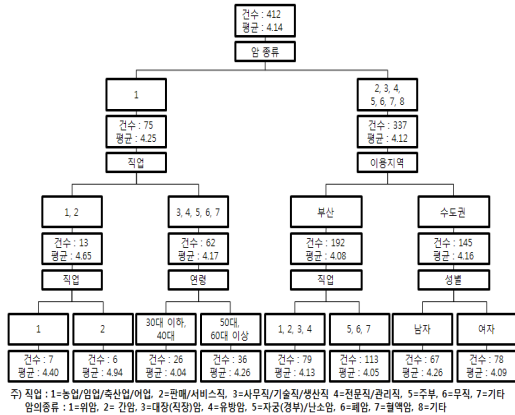 건수 : 412
평균 : 4.14
암 종류
1
2, 3, 4,
5, 6, 7, 8
건수 : 75
평균 : 4.25
건수 : 337
평균 : 4.12
직업
이용지역
1, 2
3, 4, 5, 6, 7
부산
수도권
건수 : 13
평균 : 4.65
건수 : 62
평균 : 4.17
건수 : 192
평균 : 4.08
건수 : 145
평균 : 4.16
직업
연령
직업
성별
1
2
30대 이하,
40대
50대,
60대 이상
1, 2, 3, 4
5, 6, 7
남자
여자
건수 : 7
평균 : 4.40
건수 : 6
평균 : 4.94
건수 : 26
평균 : 4.04
건수 : 36
평균 : 4.26
건수 : 79
평균 : 4.13
건수 : 113
평균 : 4.05
건수 : 67
평균 : 4.26
건수 : 78
평균 : 4.09
주) 직업 : 1=농업/임업/축산업/어업, 2=판매/서비스직, 3=사무직/기술직/생산직 4=전문직/관리직, 5=주부, 6=무직, 7=기타
암의종류 : 1=위암, 2= 간암, 3=대장(직장)암, 4=유방암, 5=자궁(경부)/난소암, 6=폐암, 7=혈액암, 8=기타